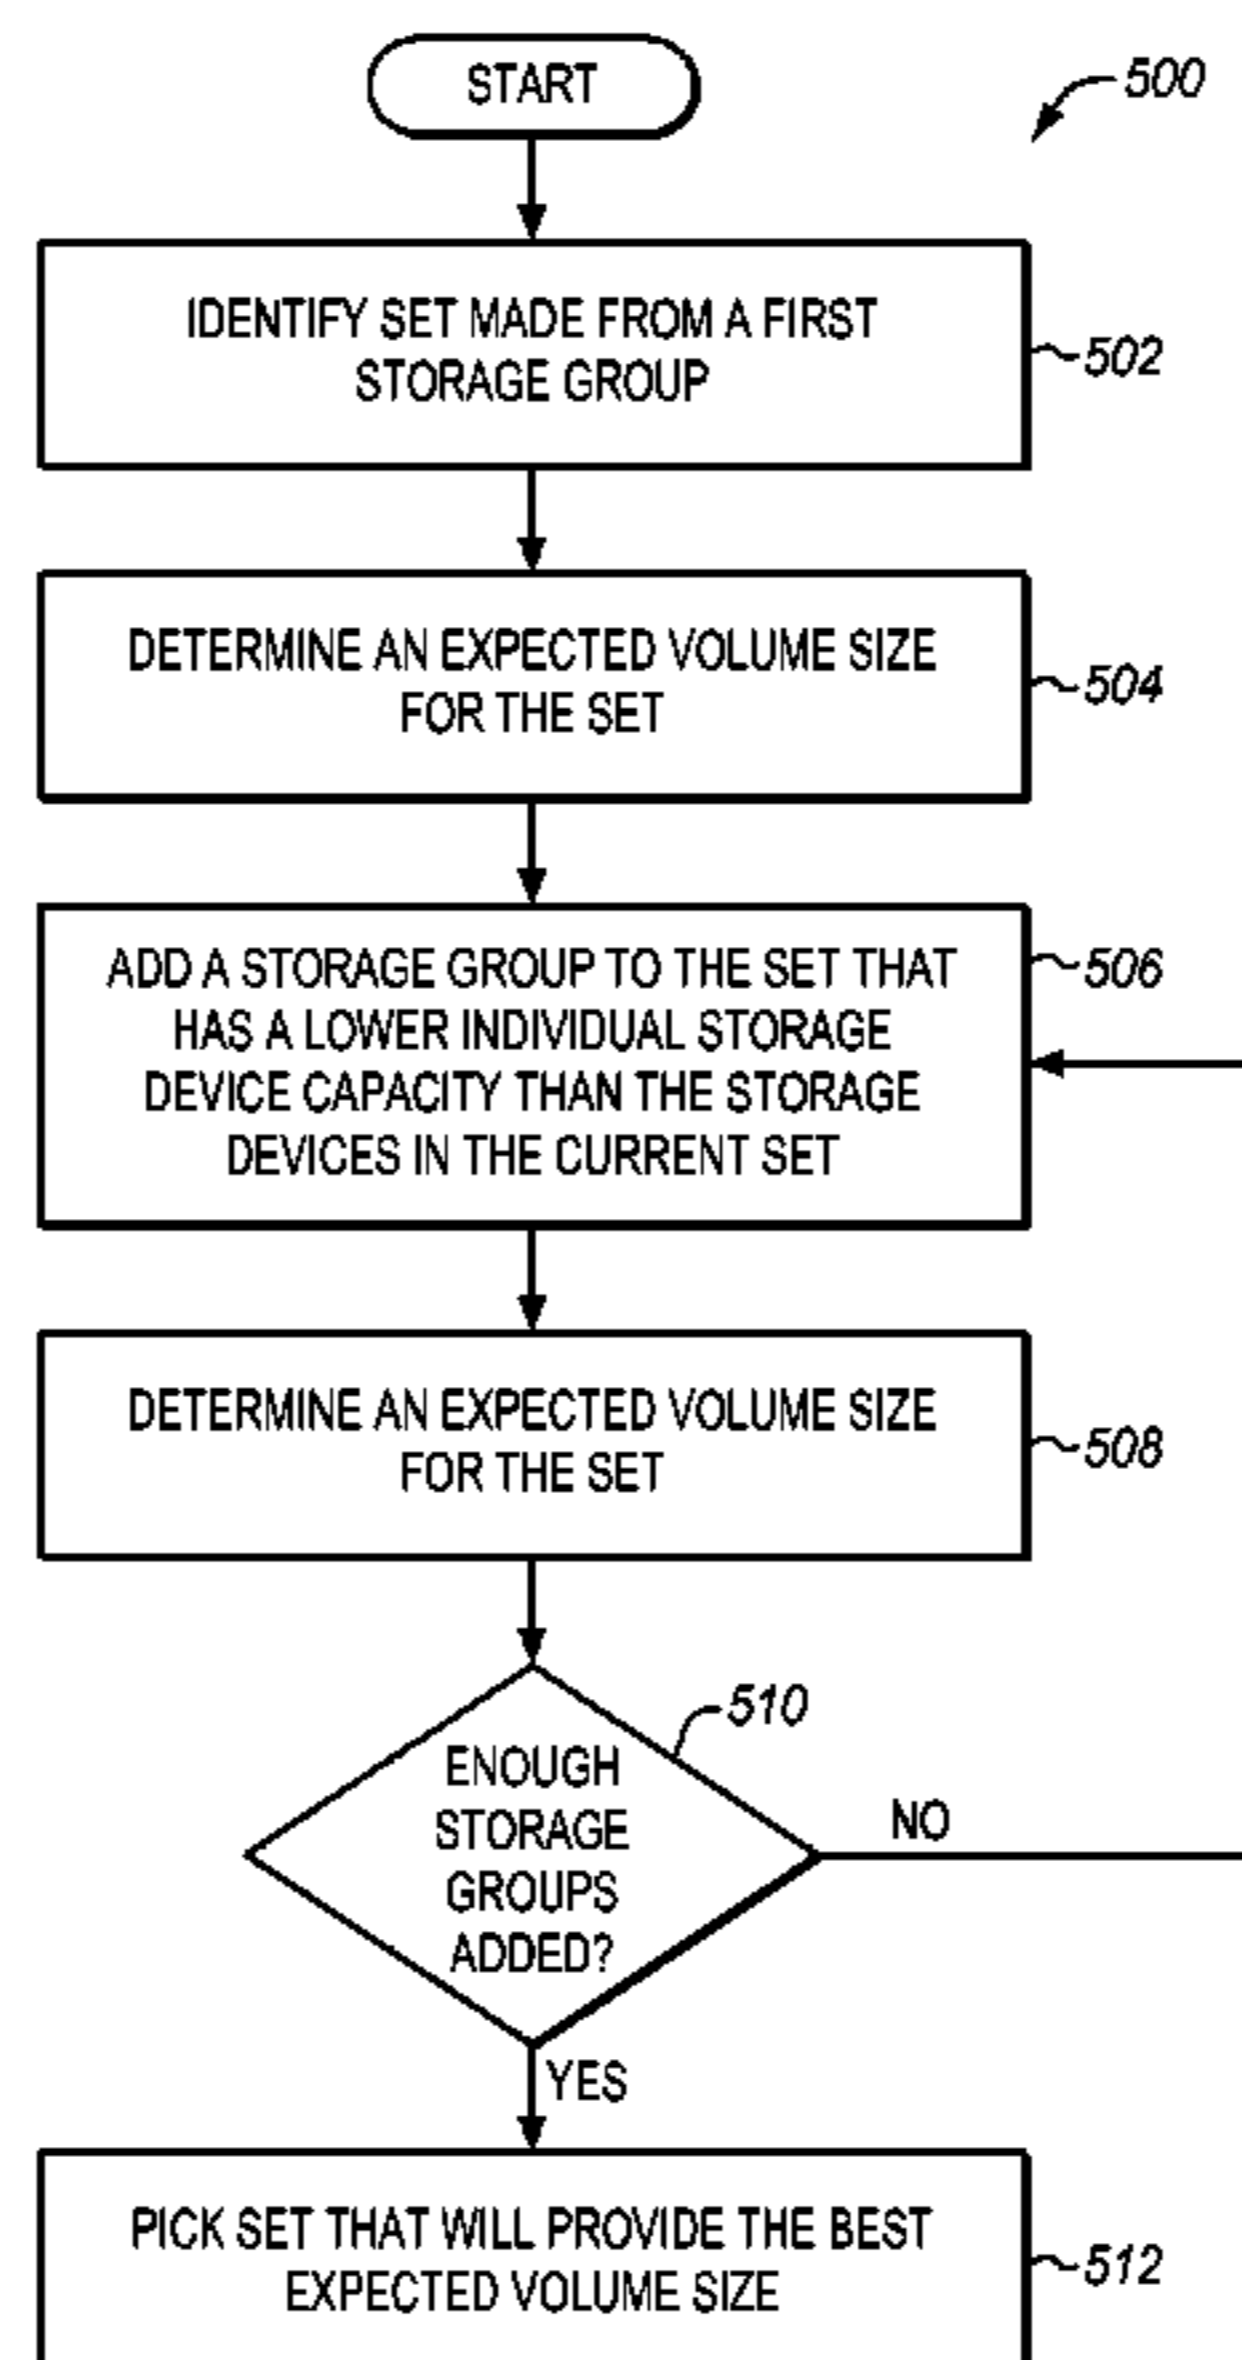 START
500
IDENTIFY SET MADE FROM A FIRST
STORAGE GROUP
502
DETERMINE AN EXPECTED VOLUME SIZE
FOR THE SET
504
ADD A STORAGE GROUP TO THE SET THAT
HAS A LOWER INDIVIDUAL STORAGE
DEVICE CAPACITY THAN THE STORAGE
DEVICES IN THE CURRENT SET
506
DETERMINE AN EXPECTED VOLUME SIZE
FOR THE SET
508
510
ENOUGH
STORAGE
GROUPS
ADDED?
NO
YES
PICK SET THAT WILL PROVIDE THE BEST
EXPECTED VOLUME SIZE
512